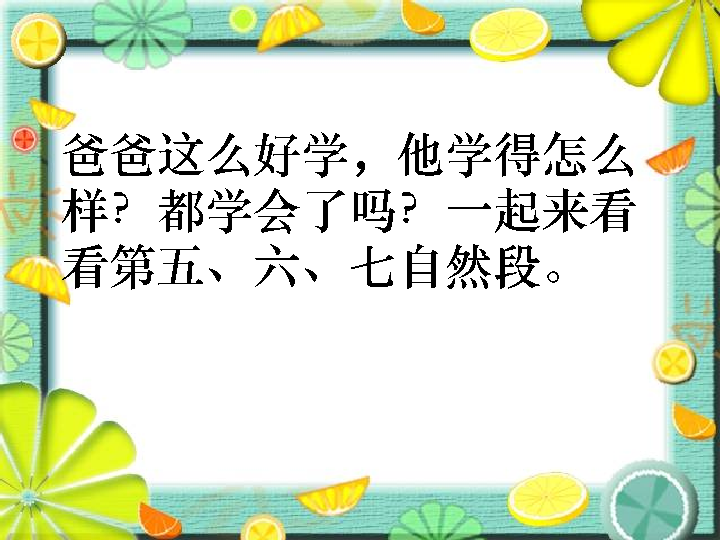 爸爸这么好学，他学得怎么
样？都学会了吗？一起来看
看第五、六、七自然段。